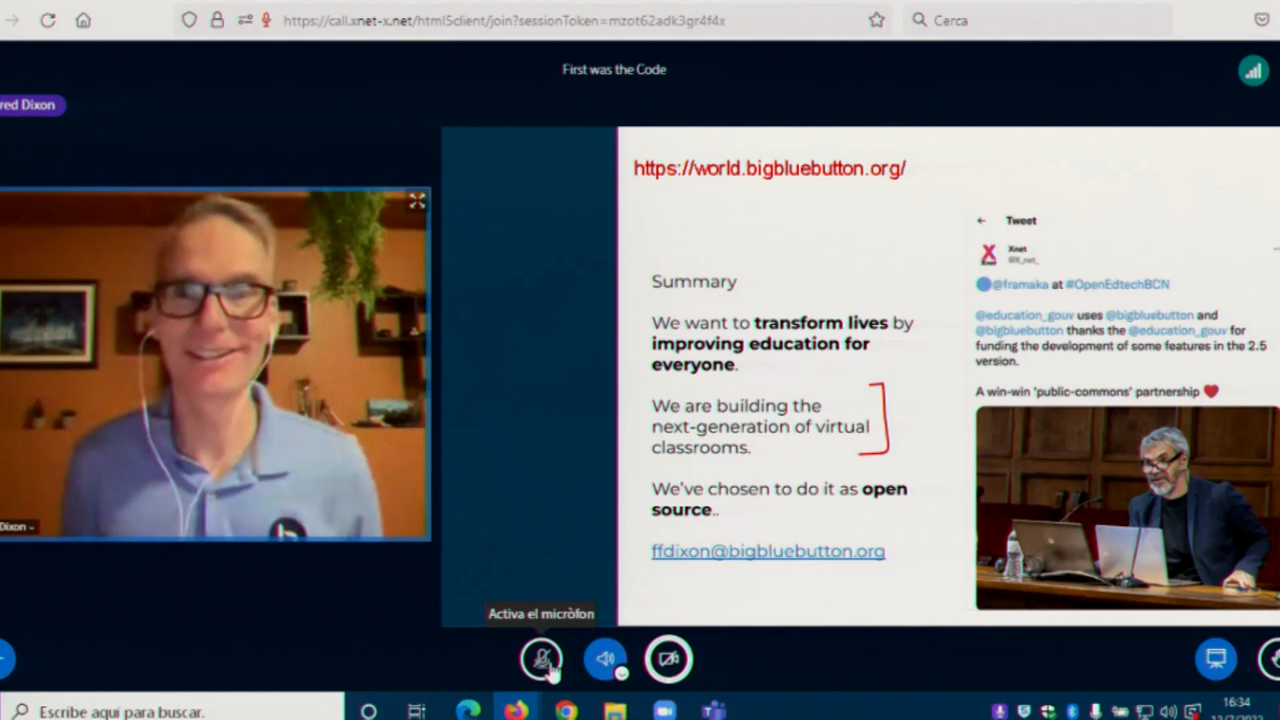 https://call.xnet-x.net/html5client/join?sessionToken=mzot62adk3gr4f4x
Cerca
First was the Code
red Dixon
https://world.bigbluebutton.org/
Summary
We want to transform lives by
improving education for
everyone.
We are building the
next-generation of virtual
classrooms.
We've chosen to do it as open
source..
ffdixon@bigbluebutton.org
Tweet
Xnet
@X_net_
@framaka at #OpenEdtechBCN
@education_gouv uses @bigbluebutton and
@bigbluebutton thanks the @education_gouv for
funding the development of some features in the 2.5
version.
A win-win 'public-commons' partnership
Dixon
Activa el micròfon
Escribe aquí para buscar.
16:34